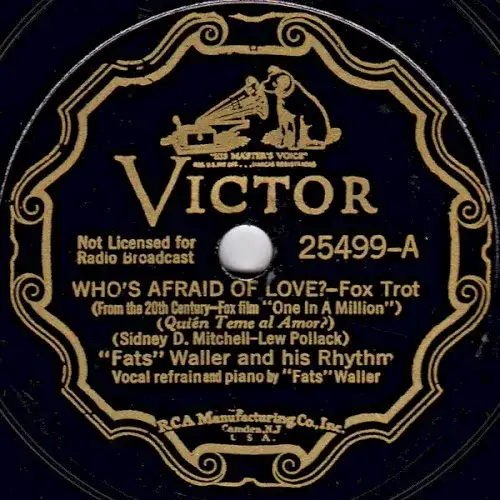 "HIS MASTER'S VOICE"
VICTOR
Not Licensed for
Radio Broadcast
25499-A
WHO'S AFRAID OF LOVE?-Fox Trot
(From the 20th Century-Fox film "One In A Million")
(Quién Teme al Amor?)
(Sidney D. Mitchell-Lew Pollack)
"Fats" Waller and his Rhythm
Vocal refrain and piano by "Fats" Waller
RCA Manufacturing Co., Inc.
Camden, N.J.
U.S.A.